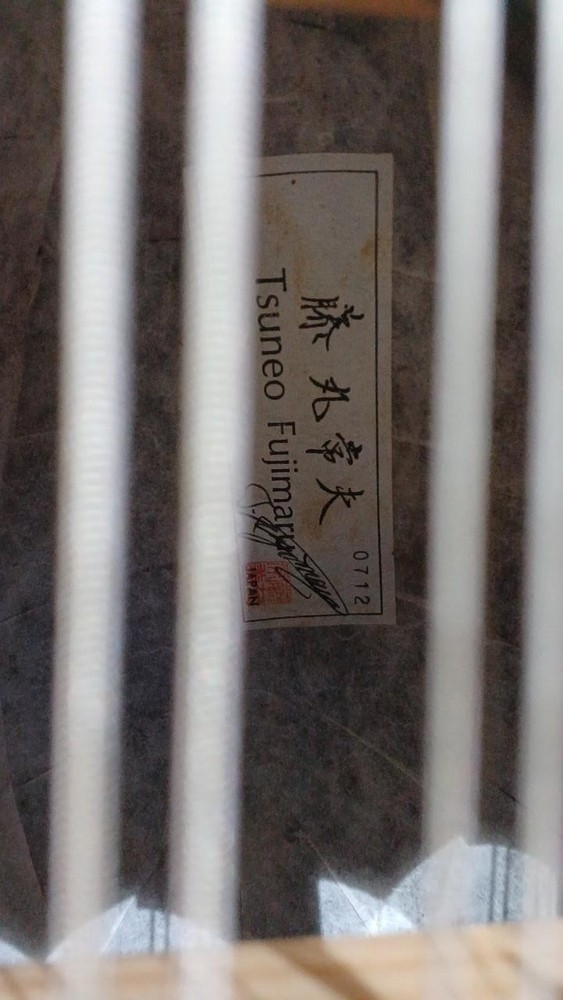 藤丸常夫
Tsuneo Fujimaru
0712
JAPAN